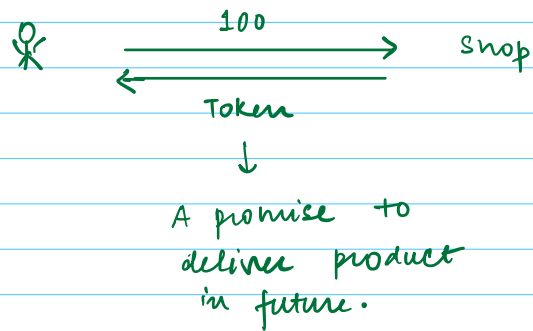 100
Shop
Token
A promise to
deliver product
in future.